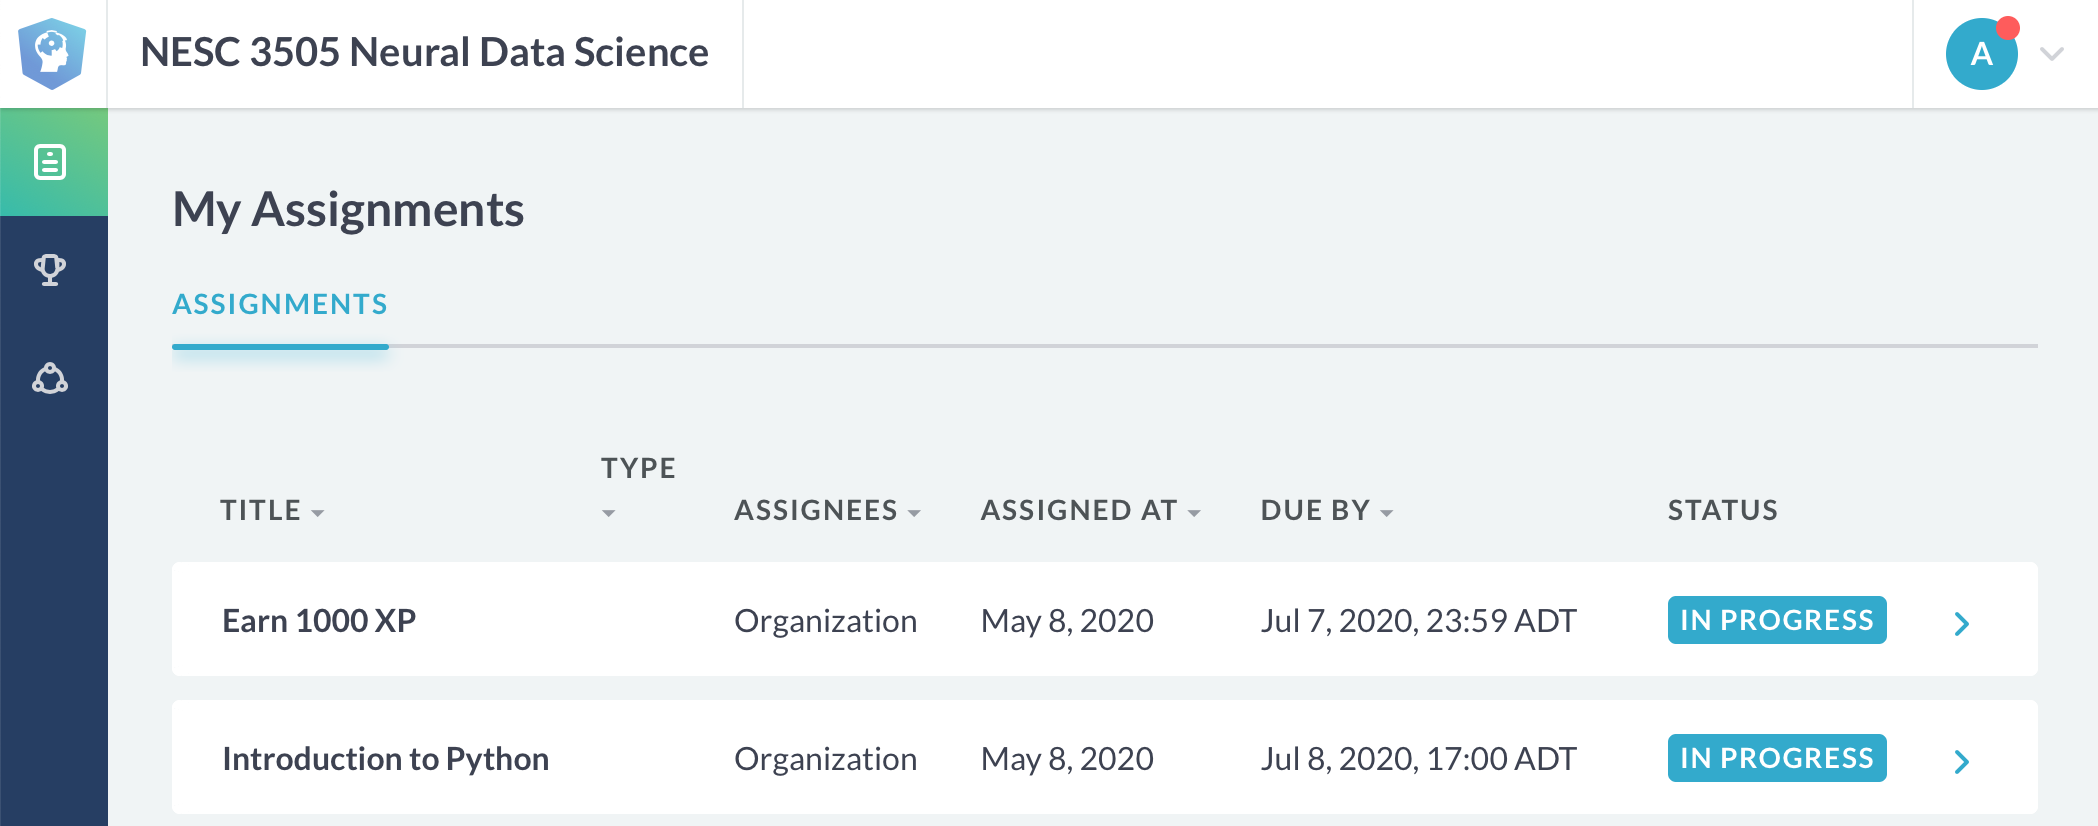 NESC 3505 Neural Data Science
A
My Assignments
ASSIGNMENTS
TITLE TYPE ASSIGNEES ASSIGNED AT DUE BY STATUS
Earn 1000 XP Organization May 8, 2020 Jul 7, 2020, 23:59 ADT IN PROGRESS
Introduction to Python Organization May 8, 2020 Jul 8, 2020, 17:00 ADT IN PROGRESS